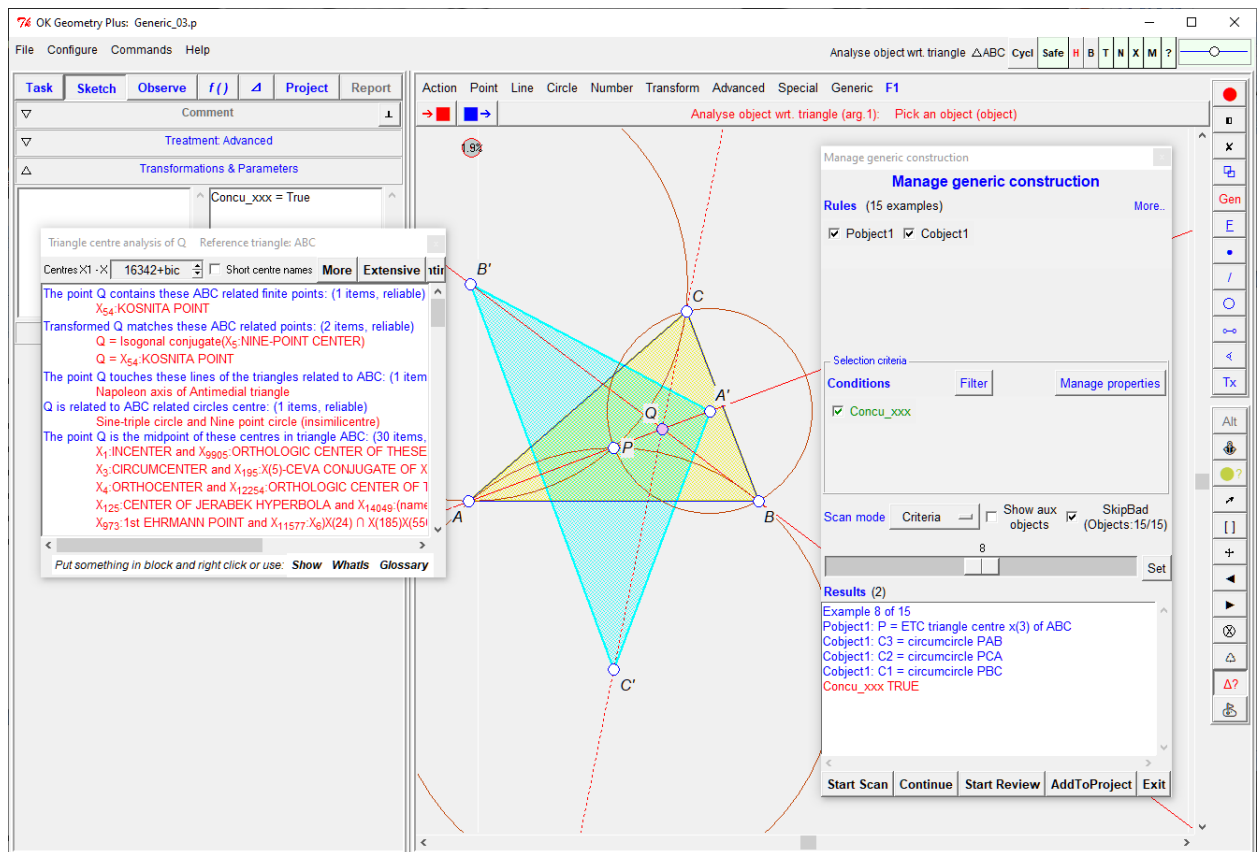 OK Geometry Plus: Generic_03.p
File Configure Commands Help
Analyse object wrt. triangle △ABC Cycl Safe H B T N X M ?
Task Sketch Observe f() ⊿ Project Report
Comment
Treatment: Advanced
Transformations & Parameters
Concu_xxx = True
Triangle centre analysis of Q Reference triangle: ABC
Centres X1 - X 16342+bic Short centre names More Extensive
The point Q contains these ABC related finite points: (1 items, reliable)
X54:KOSNITA POINT
Transformed Q matches these ABC related points: (2 items, reliable)
Q = Isogonal conjugate(X5:NINE-POINT CENTER)
Q = X54:KOSNITA POINT
The point Q touches these lines of the triangles related to ABC: (1 item
Napoleon axis of Antimedial triangle
Q is related to ABC related circles centre: (1 items, reliable)
Sine-triple circle and Nine point circle (insimilicentre)
The point Q is the midpoint of these centres in triangle ABC: (30 items,
X1:INCENTER and X9905:ORTHOLOGIC CENTER OF THESE
X3:CIRCUMCENTER and X195:X(5)-CEVA CONJUGATE OF X
X4:ORTHOCENTER and X12254:ORTHOLOGIC CENTER OF T
X125:CENTER OF JERABEK HYPERBOLA and X14049:(name
X973:1st EHRMANN POINT and X11577:X6)X(24) ∩ X(185)X(55(
Put something in block and right click or use: Show WhatIs Glossary
Action Point Line Circle Number Transform Advanced Special Generic F1
Analyse object wrt. triangle (arg.1): Pick an object (object)
1.9%
B'
C
A'
Q
P
A
B
C'
Manage generic construction
Manage generic construction
Rules (15 examples) More..
Pobject1 Cobject1
Selection criteria
Conditions Filter Manage properties
Concu_xxx
Scan mode Criteria Show aux objects SkipBad (Objects:15/15)
8
Set
Results (2)
Example 8 of 15
Pobject1: P = ETC triangle centre x(3) of ABC
Cobject1: C3 = circumcircle PAB
Cobject1: C2 = circumcircle PCA
Cobject1: C1 = circumcircle PBC
Concu_xxx TRUE
Start Scan Continue Start Review AddToProject Exit
Gen
F
Tx
Alt
?
[ ]
Δ?